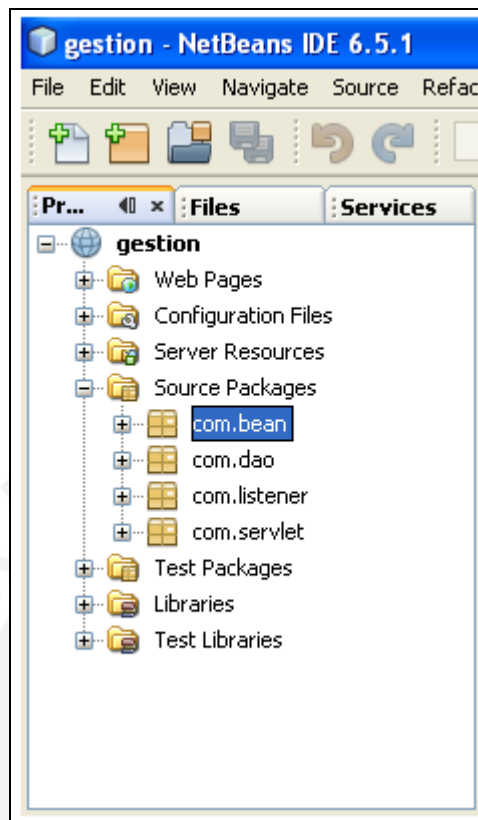 gestion - NetBeans IDE 6.5.1
File Edit View Navigate Source Refac
Pr... Files Services
gestion
Web Pages
Configuration Files
Server Resources
Source Packages
com.bean
com.dao
com.listener
com.servlet
Test Packages
Libraries
Test Libraries